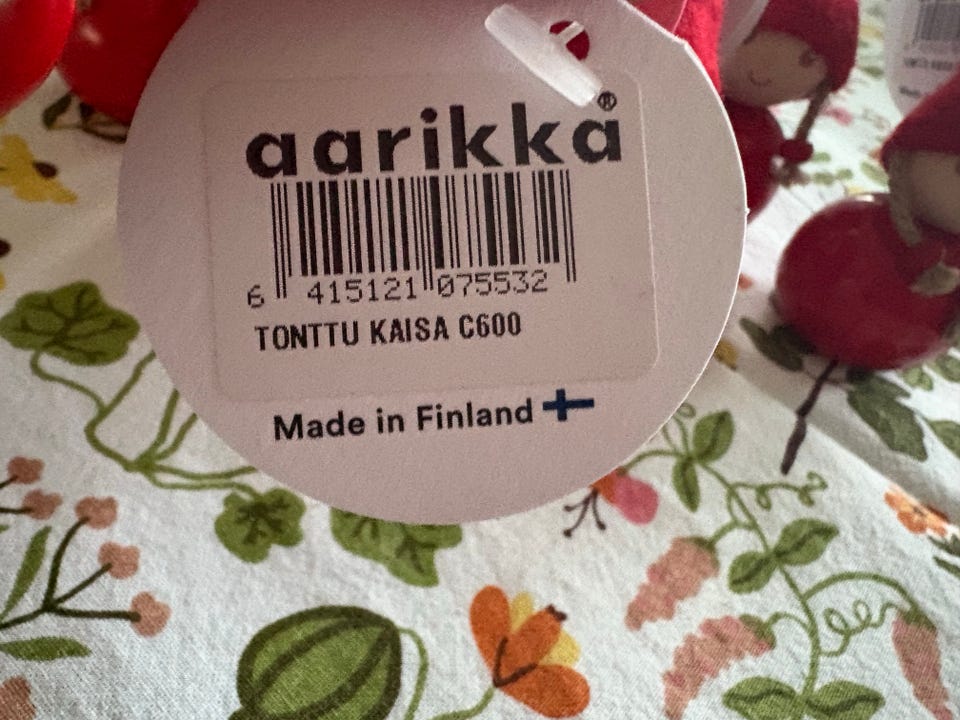 aarikka®
6 415121 075532
TONTTU KAISA C600
Made in Finland